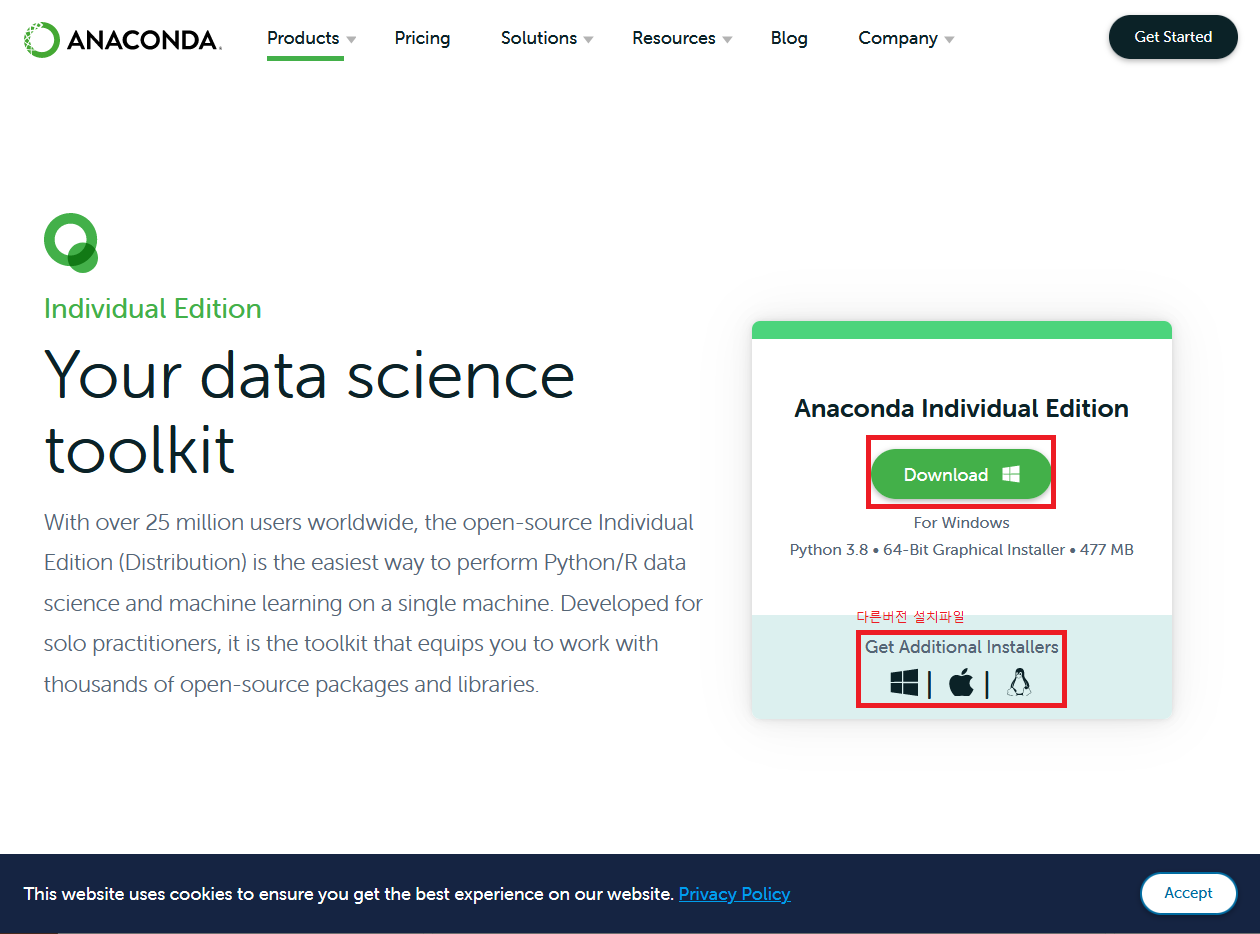 ANACONDA.
Products
Pricing
Solutions
Resources
Blog
Company
Get Started
Individual Edition
Your data science
toolkit
With over 25 million users worldwide, the open-source Individual
Edition (Distribution) is the easiest way to perform Python/R data
science and machine learning on a single machine. Developed for
solo practitioners, it is the toolkit that equips you to work with
thousands of open-source packages and libraries.
Anaconda Individual Edition
Download
For Windows
Python 3.8 • 64-Bit Graphical Installer • 477 MB
다른버전 설치파일
Get Additional Installers
| |
This website uses cookies to ensure you get the best experience on our website. Privacy Policy
Accept